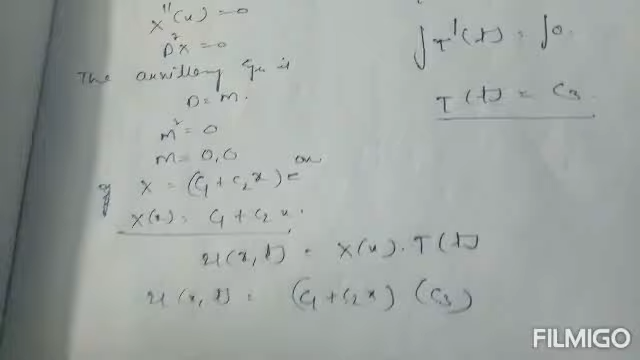 X''(x) = 0
D²X = 0
The auxillary Eqn is
D = m.
m² = 0
m = 0,0
X = (C₁ + C₂x) e^{0x}
X(x) = C₁ + C₂x.
∫T'(t) = ∫0.
T(t) = C₃.
u(x,t) = X(x). T(t)
u(x,t) = (C₁ + C₂x) (C₃)
FILMIGO